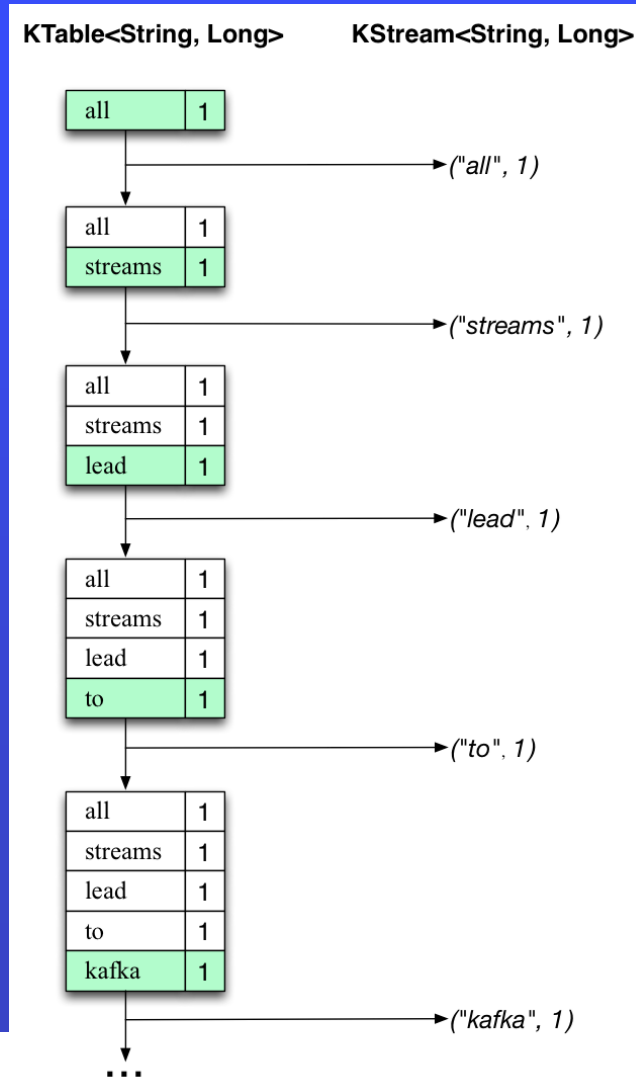 KTable<String, Long> KStream<String, Long>
all 1
("all", 1)
all 1
streams 1
("streams", 1)
all 1
streams 1
lead 1
("lead", 1)
all 1
streams 1
lead 1
to 1
("to", 1)
all 1
streams 1
lead 1
to 1
kafka 1
("kafka", 1)
...